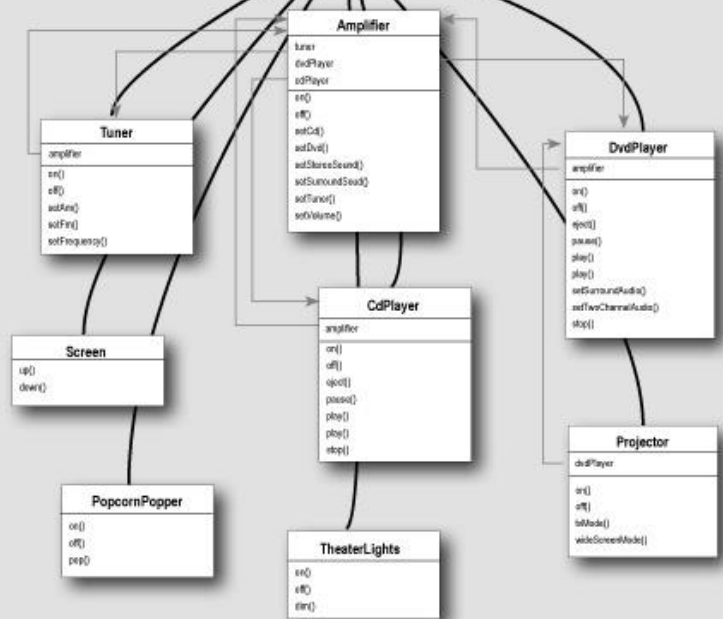 Amplifier
tuner
dvdPlayer
cdPlayer
on()
off()
setCd()
setDvd()
setStereoSound()
setSurroundSoud()
setTuner()
setVolume()
Tuner
amplifier
on()
off()
setAm()
setFm()
setFrequency()
DvdPlayer
amplifier
on()
off()
eject()
pause()
play()
play()
setSurroundAudio()
setTwoChannelAudio()
stop()
CdPlayer
amplifier
on()
off()
eject()
pause()
play()
play()
stop()
Screen
up()
down()
Projector
dvdPlayer
on()
off()
tvMode()
wideScreenMode()
PopcornPopper
on()
off()
pop()
TheaterLights
on()
off()
dim()